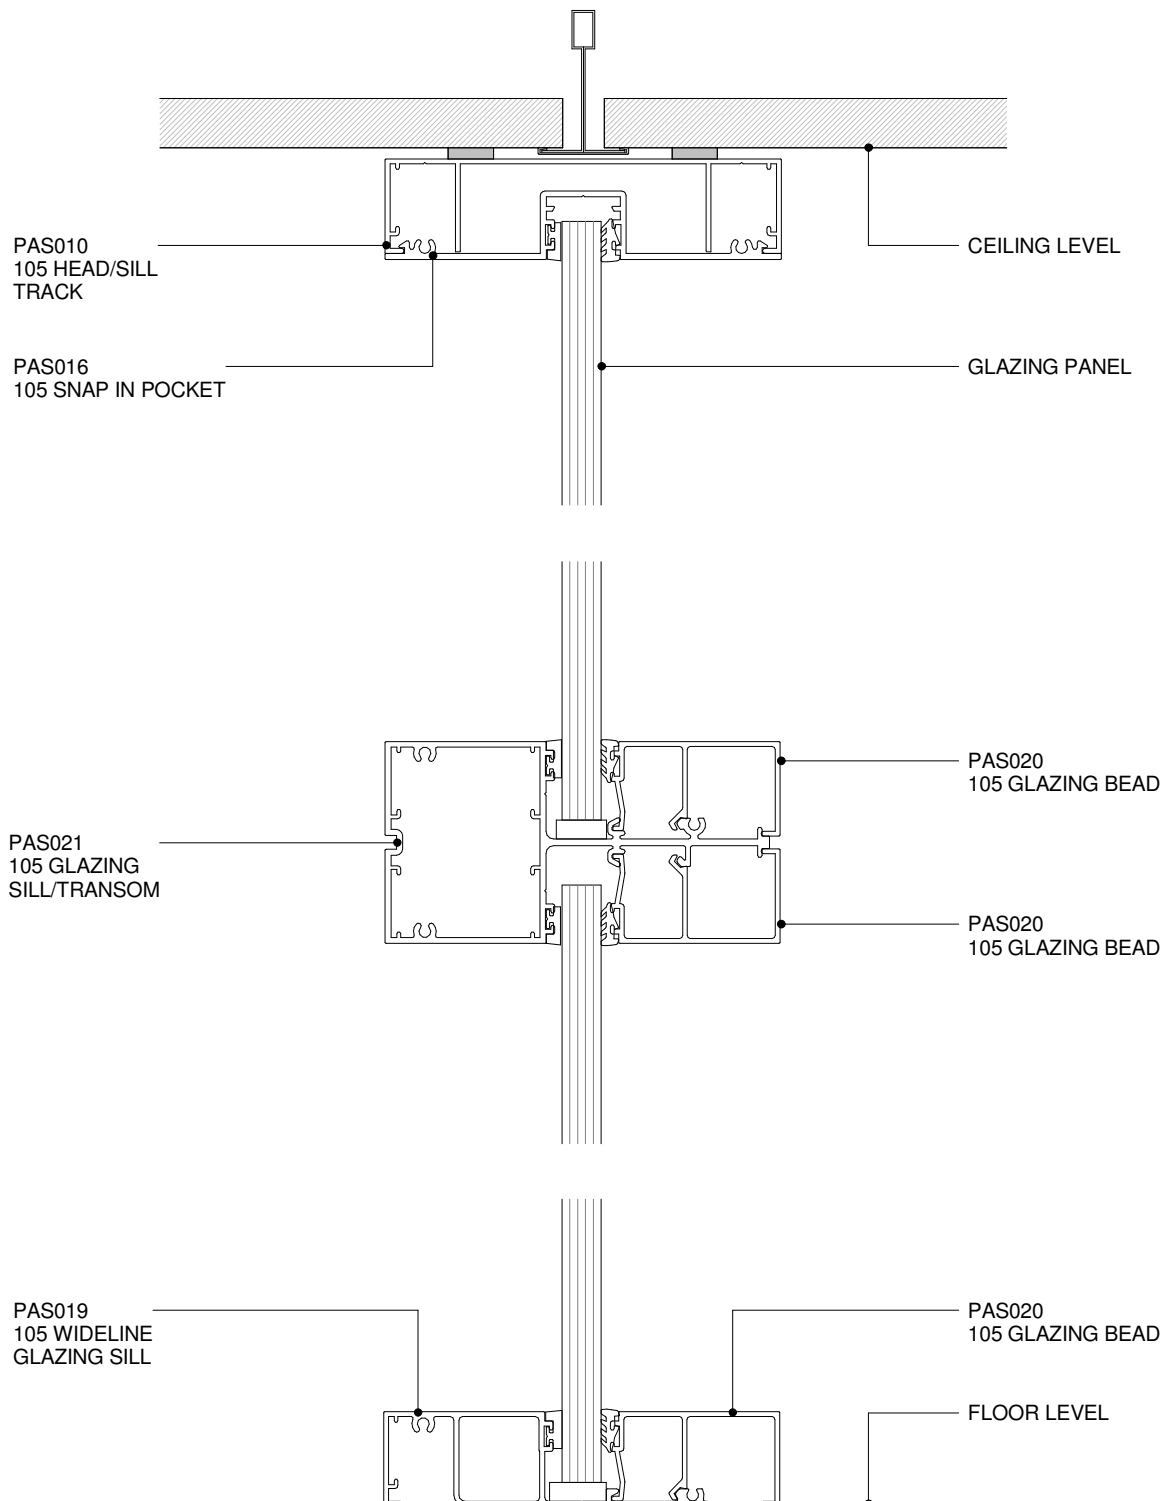 PAS010
105 HEAD/SILL
TRACK
CEILING LEVEL
PAS016
105 SNAP IN POCKET
GLAZING PANEL
PAS020
105 GLAZING BEAD
PAS021
105 GLAZING
SILL/TRANSOM
PAS020
105 GLAZING BEAD
PAS019
105 WIDELINE
GLAZING SILL
PAS020
105 GLAZING BEAD
FLOOR LEVEL